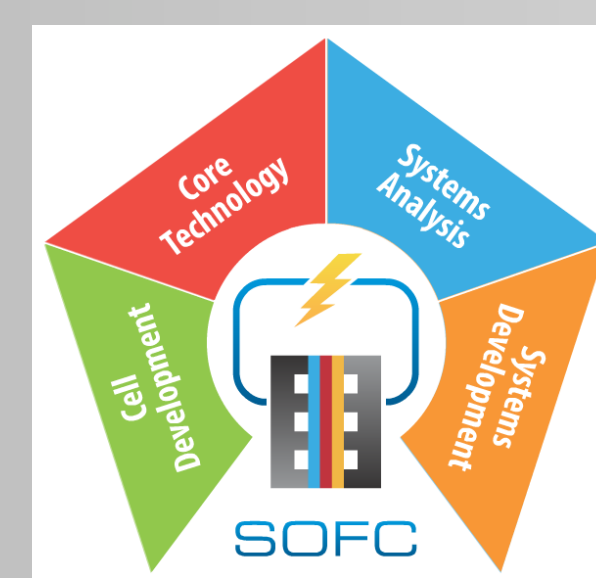 Core
Technology
Systems
Analysis
Cell
Development
Systems
Development
SOFC